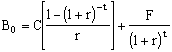 B₀ = C[(1-(1+r)^-t)/r] + F/(1+r)^t